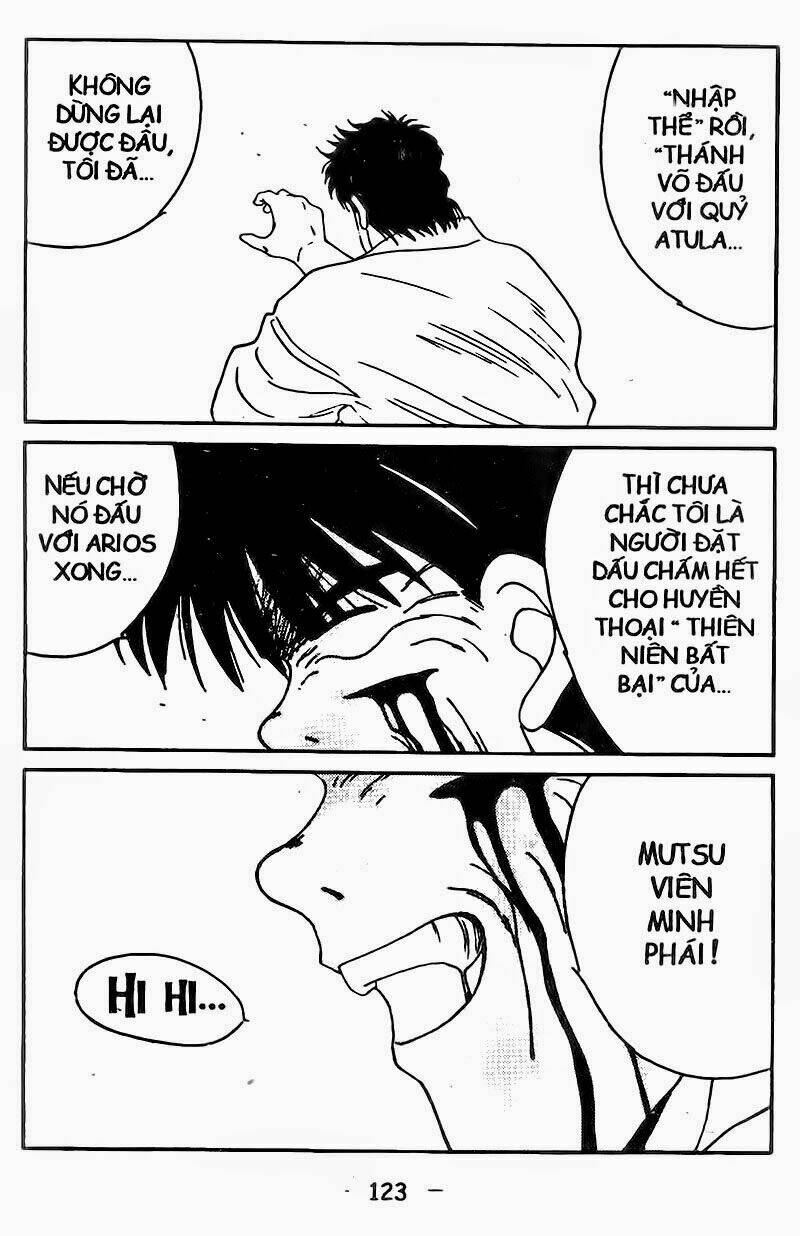 KHÔNG
DỪNG LẠI
ĐƯỢC ĐÂU,
TÔI ĐÃ...
"NHẬP
THỂ" RỒI,
"THÁNH
VÕ ĐẤU
VỚI QUỶ
ATULA...
NẾU CHỜ
NÓ ĐẤU
VỚI ARIOS
XONG...
THÌ CHƯA
CHẮC TÔI LÀ
NGƯỜI ĐẶT
DẤU CHẤM HẾT
CHO HUYỀN
THOẠI " THIÊN
NIÊN BẤT
BẠI" CỦA...
MUTSU
VIÊN
MINH
PHÁI!
HI HI...
- 123 -